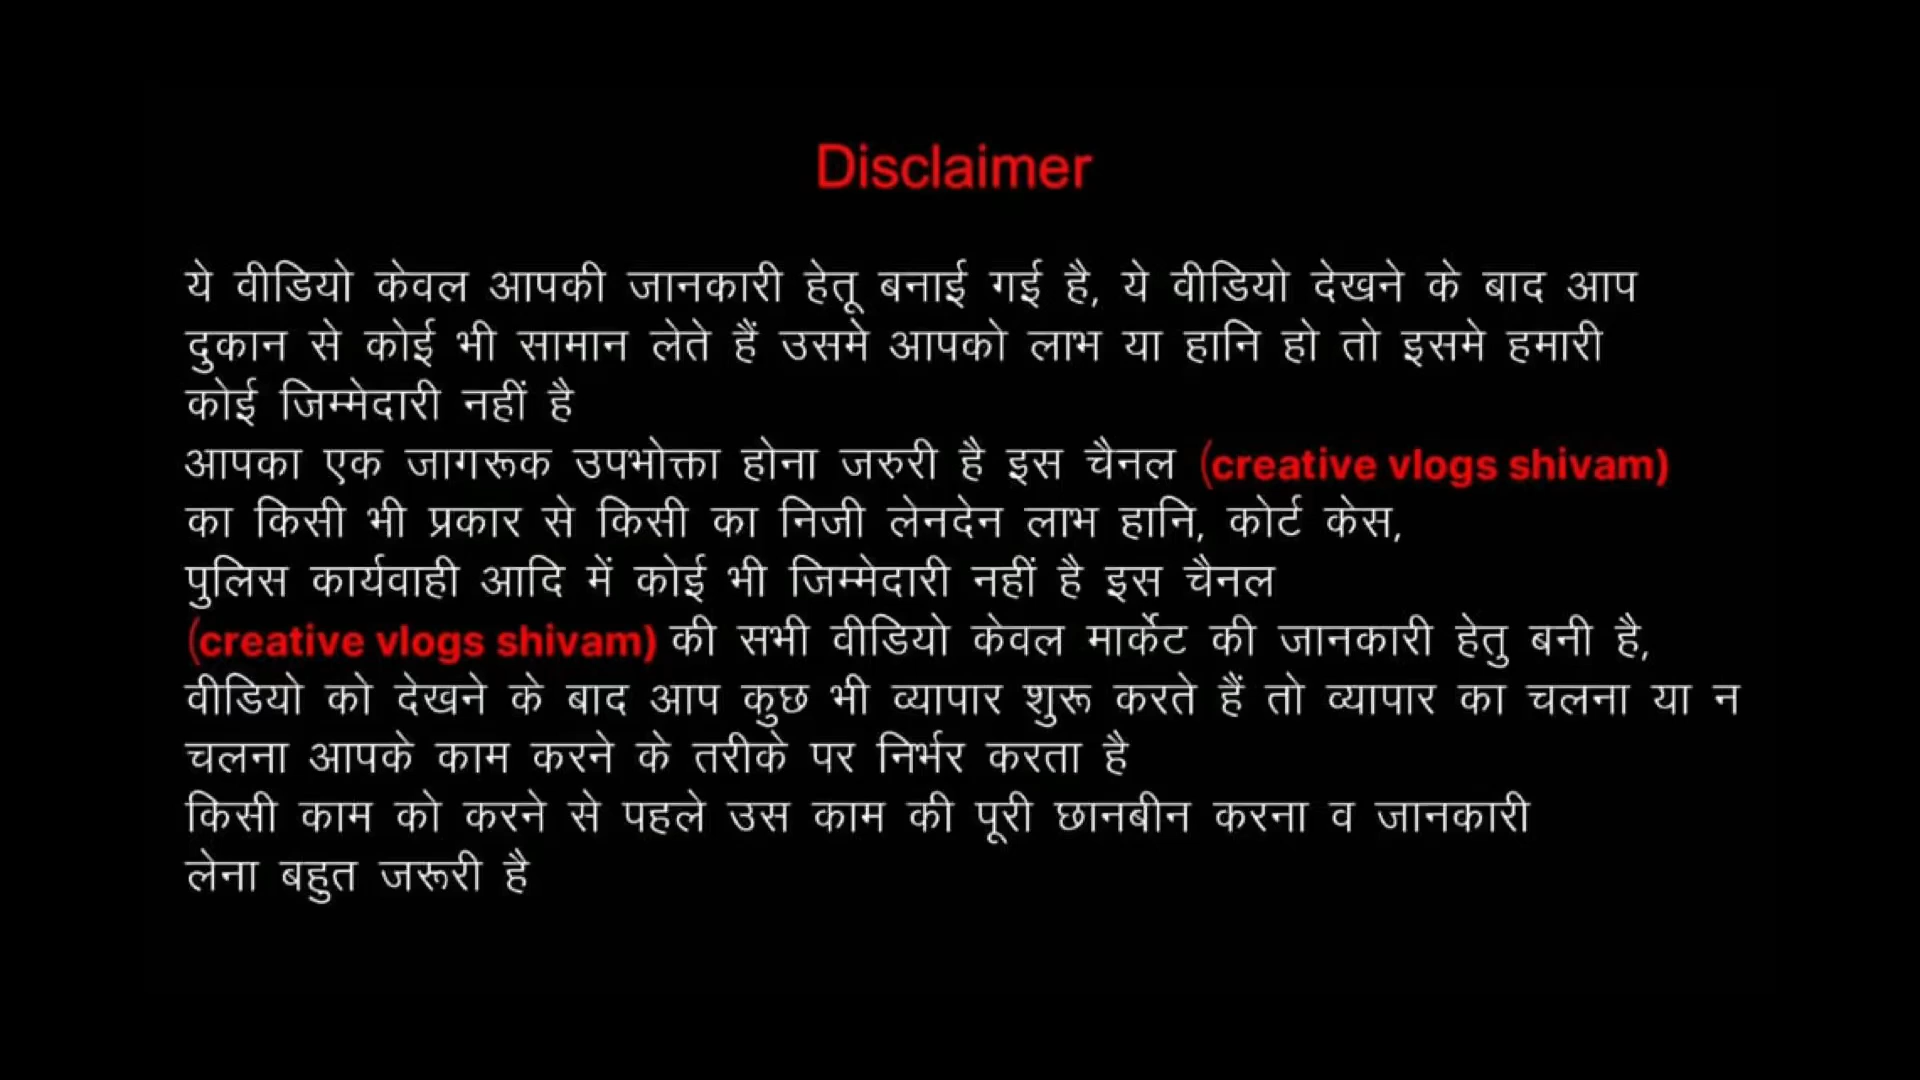 Disclaimer
ये वीडियो केवल आपकी जानकारी हेतू बनाई गई है, ये वीडियो देखने के बाद आप
दुकान से कोई भी सामान लेते हैं उसमे आपको लाभ या हानि हो तो इसमे हमारी
कोई जिम्मेदारी नहीं है
आपका एक जागरूक उपभोक्ता होना जरुरी है इस चैनल (creative vlogs shivam)
का किसी भी प्रकार से किसी का निजी लेनदेन लाभ हानि, कोर्ट केस,
पुलिस कार्यवाही आदि में कोई भी जिम्मेदारी नहीं है इस चैनल
(creative vlogs shivam) की सभी वीडियो केवल मार्केट की जानकारी हेतु बनी है,
वीडियो को देखने के बाद आप कुछ भी व्यापार शुरू करते हैं तो व्यापार का चलना या न
चलना आपके काम करने के तरीके पर निर्भर करता है
किसी काम को करने से पहले उस काम की पूरी छानबीन करना व जानकारी
लेना बहुत जरूरी है